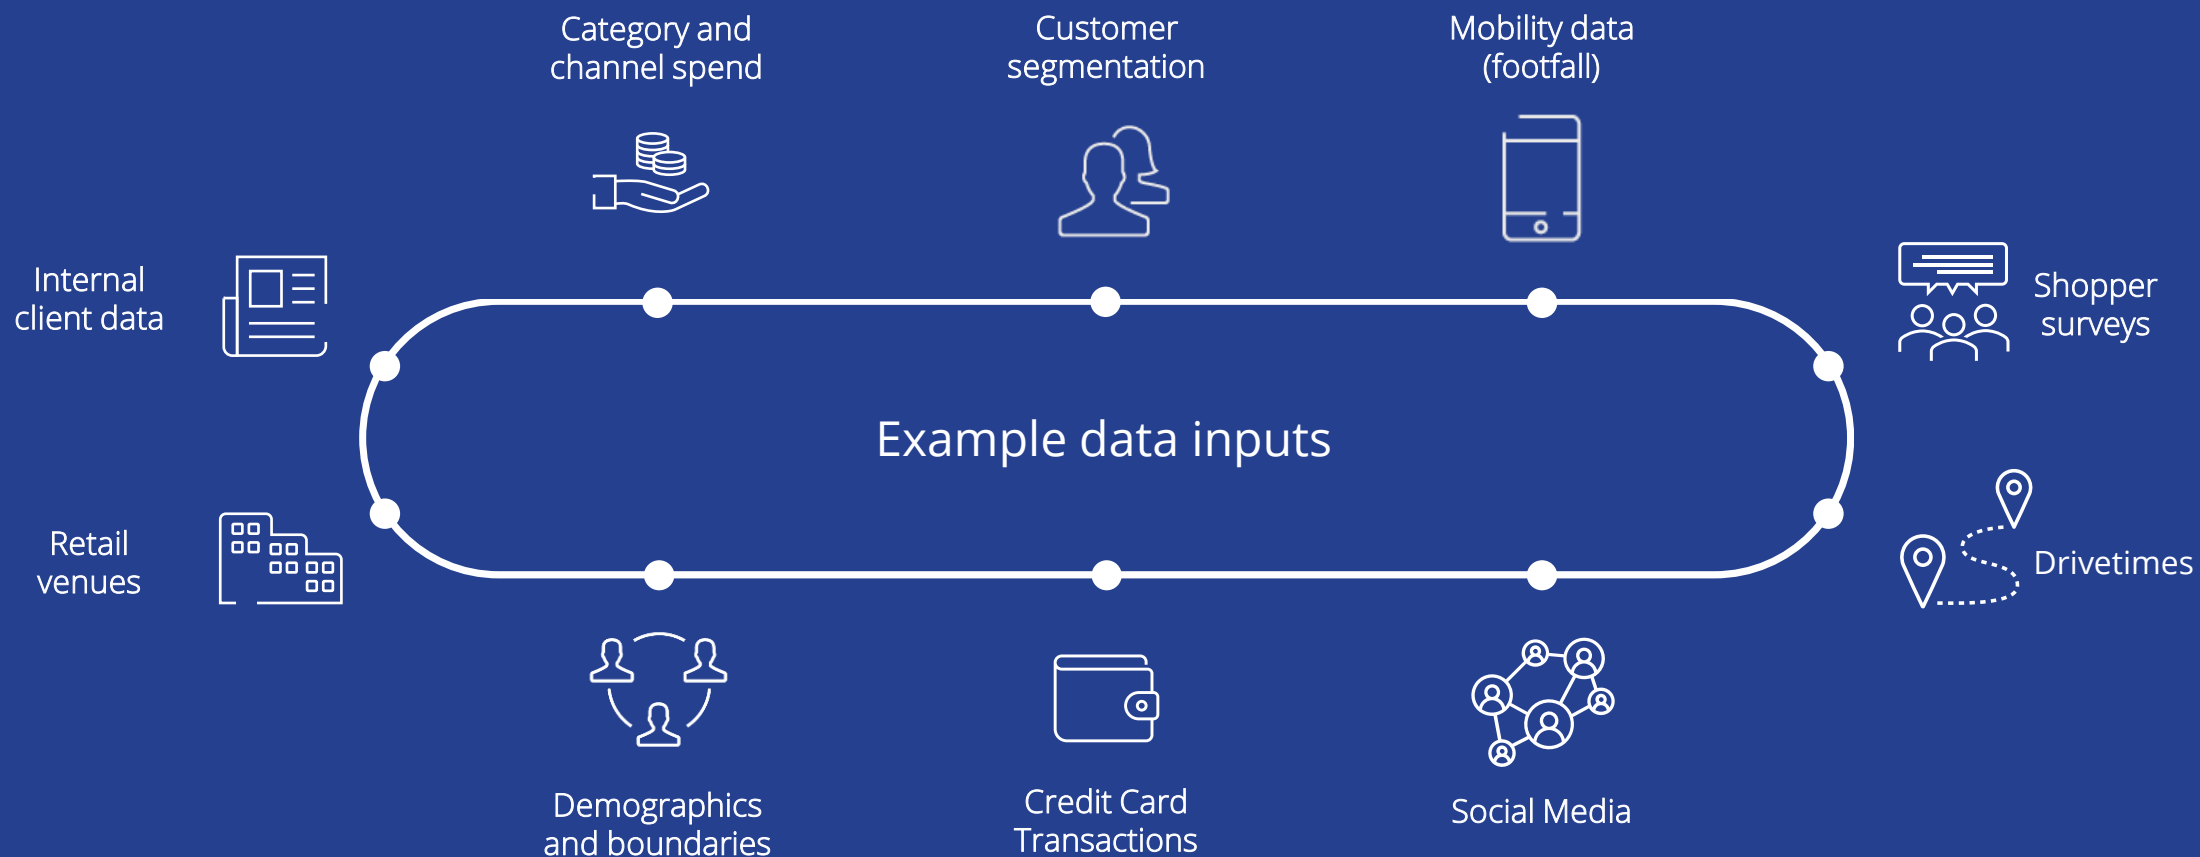 Category and
channel spend
Customer
segmentation
Mobility data
(footfall)
Internal
client data
Shopper
surveys
Example data inputs
Retail
venues
Drivetimes
Demographics
and boundaries
Credit Card
Transactions
Social Media